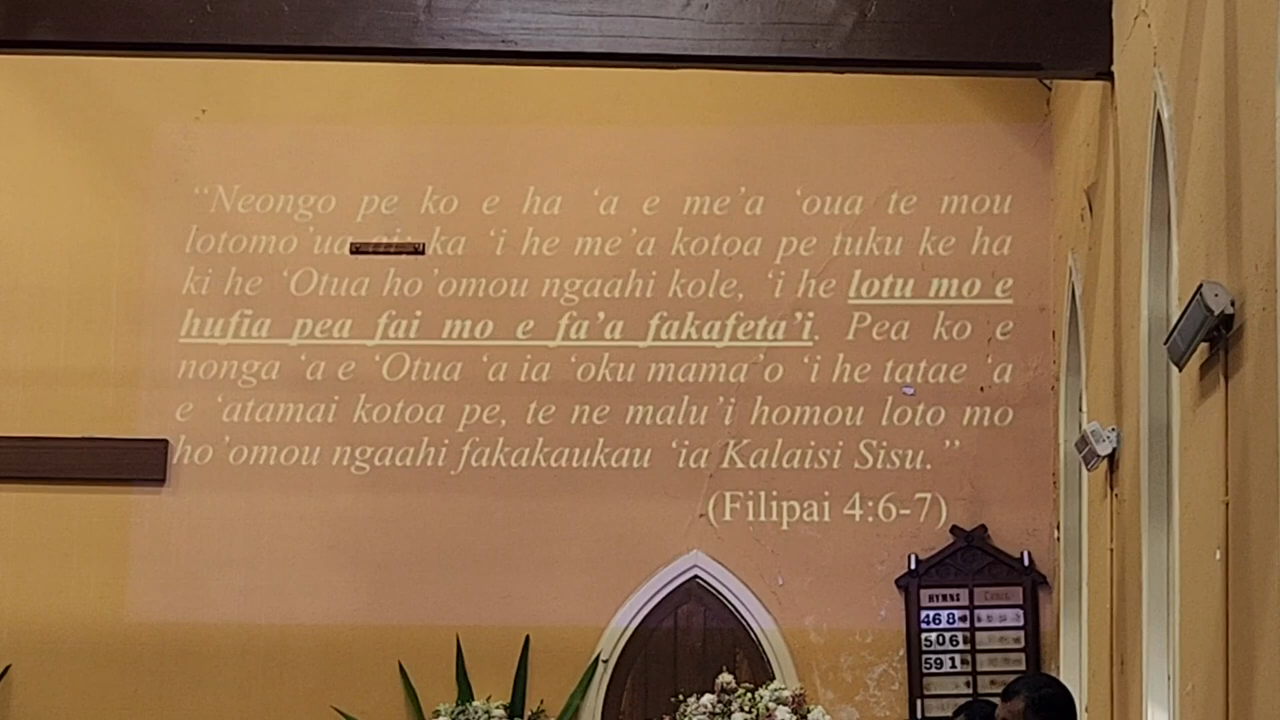 “Neongo pe ko e ha ‘a e me’a ‘oua te mou
lotomo’ua ka ‘i he me’a kotoa pe tuku ke ha
ki he ‘Otua ho’omou ngaahi kole, ‘i he lotu mo e
hufia pea fai mo e fa’a fakafeta’i. Pea ko e
nonga ‘a e ‘Otua ‘a ia ‘oku mama’o ‘i he tatae ‘a
e ‘atamai kotoa pe, te ne malu’i homou loto mo
ho’omou ngaahi fakakaukau ‘ia Kalaisi Sisu.”
(Filipai 4:6-7)
HYMNS
468
506
591